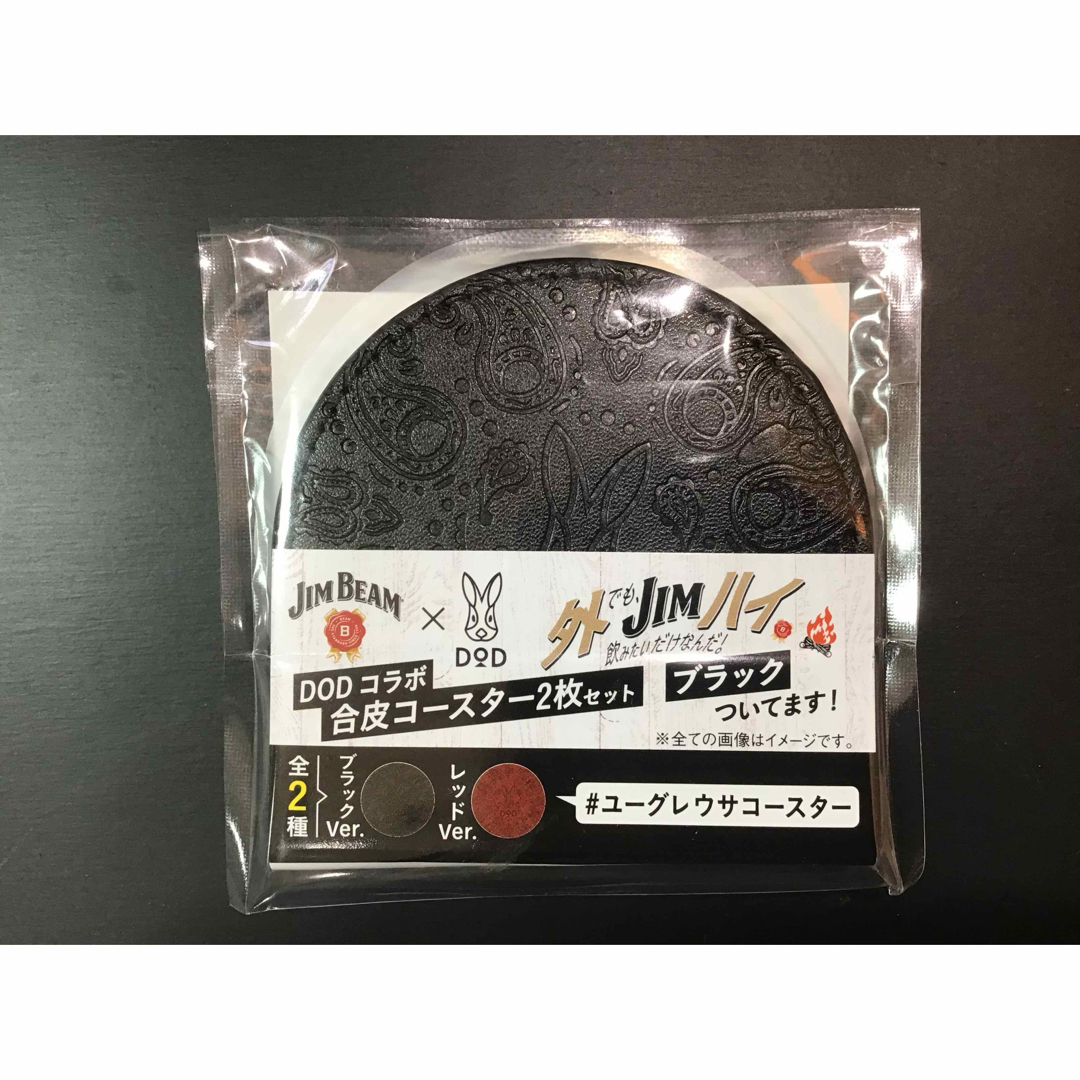 JIM BEAM
B
×
DOD
外でも、JIMハイ
B
飲みたいだけなんだ!
DOD コラボ
合皮コースター2枚セット
ブラック
ついてます!
※全ての画像はイメージです。
全2種
ブラックVer.
レッドVer.
DOD
#ユーグレウサコースター